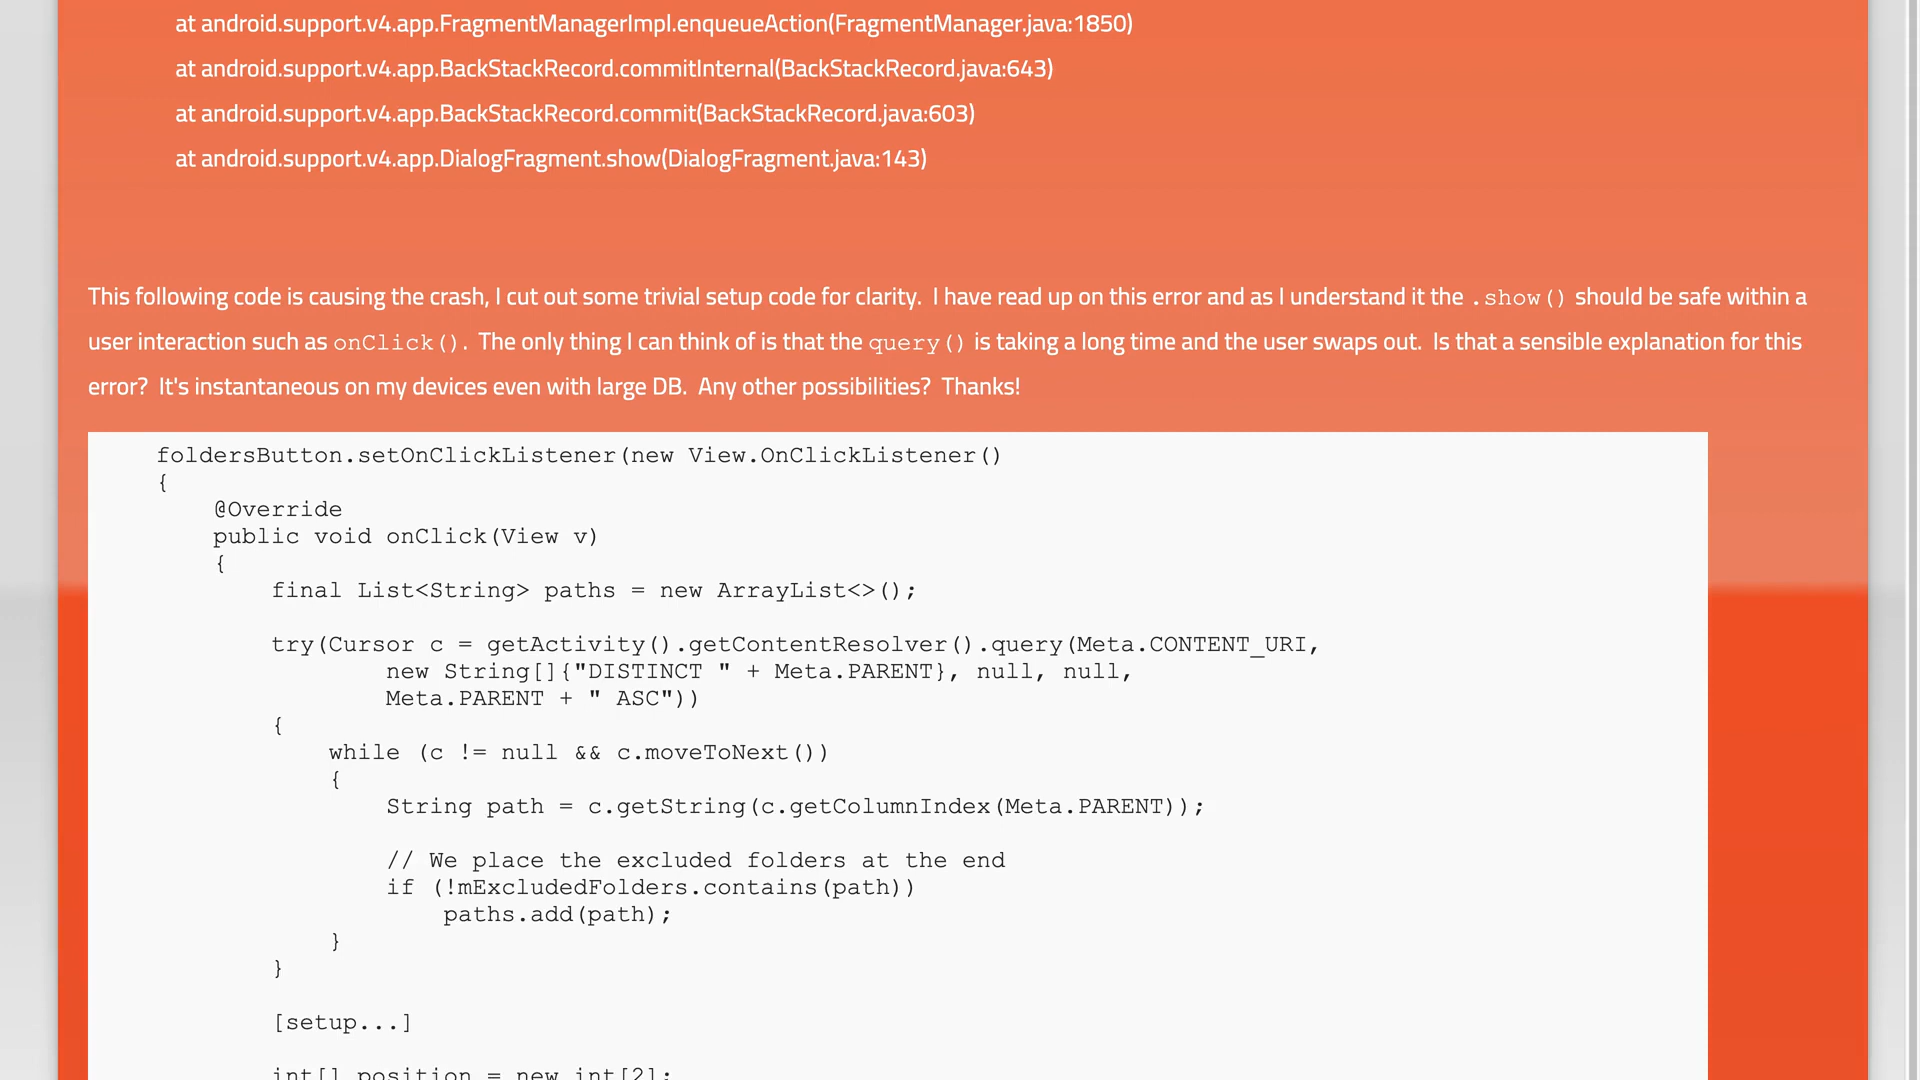 at android.support.v4.app.FragmentManagerImpl.enqueueAction(FragmentManager.java:1850)
at android.support.v4.app.BackStackRecord.commitInternal(BackStackRecord.java:643)
at android.support.v4.app.BackStackRecord.commit(BackStackRecord.java:603)
at android.support.v4.app.DialogFragment.show(DialogFragment.java:143)
This following code is causing the crash, I cut out some trivial setup code for clarity.  I have read up on this error and as I understand it the .show() should be safe within a
user interaction such as onClick().  The only thing I can think of is that the query() is taking a long time and the user swaps out.  Is that a sensible explanation for this
error?  It's instantaneous on my devices even with large DB.  Any other possibilities?  Thanks!
foldersButton.setOnClickListener(new View.OnClickListener()
{
@Override
public void onClick(View v)
{
final List<String> paths = new ArrayList<>();
try(Cursor c = getActivity().getContentResolver().query(Meta.CONTENT_URI,
new String[]{"DISTINCT " + Meta.PARENT}, null, null,
Meta.PARENT + " ASC"))
{
while (c != null && c.moveToNext())
{
String path = c.getString(c.getColumnIndex(Meta.PARENT));
// We place the excluded folders at the end
if (!mExcludedFolders.contains(path))
paths.add(path);
}
}
[setup...]
int[] position = new int[2];